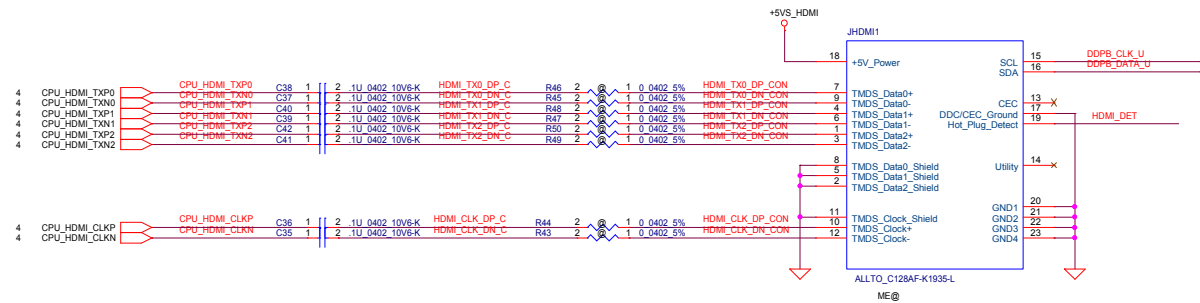 +5VS_HDMI
JHDMI1
18 +5V_Power SCL 15 DDPB_CLK_U
SDA 16 DDPB_DATA_U
4 CPU_HDMI_TXP0 CPU_HDMI_TXP0 C38 1 2 .1U_0402_10V6-K HDMI_TX0_DP_C R46 2 @ 1 0_0402_5% HDMI_TX0_DP_CON 7 TMDS_Data0+
4 CPU_HDMI_TXN0 CPU_HDMI_TXN0 C37 1 2 .1U_0402_10V6-K HDMI_TX0_DN_C R45 2 @ 1 0_0402_5% HDMI_TX0_DN_CON 9 TMDS_Data0- CEC 13
4 CPU_HDMI_TXP1 CPU_HDMI_TXP1 C40 1 2 .1U_0402_10V6-K HDMI_TX1_DP_C R48 2 @ 1 0_0402_5% HDMI_TX1_DP_CON 4 TMDS_Data1+ DDC/CEC_Ground 17
4 CPU_HDMI_TXN1 CPU_HDMI_TXN1 C39 1 2 .1U_0402_10V6-K HDMI_TX1_DN_C R47 2 @ 1 0_0402_5% HDMI_TX1_DN_CON 6 TMDS_Data1- Hot_Plug_Detect 19 HDMI_DET
4 CPU_HDMI_TXP2 CPU_HDMI_TXP2 C42 1 2 .1U_0402_10V6-K HDMI_TX2_DP_C R50 2 @ 1 0_0402_5% HDMI_TX2_DP_CON 1 TMDS_Data2+
4 CPU_HDMI_TXN2 CPU_HDMI_TXN2 C41 1 2 .1U_0402_10V6-K HDMI_TX2_DN_C R49 2 @ 1 0_0402_5% HDMI_TX2_DN_CON 3 TMDS_Data2-
8 TMDS_Data0_Shield Utility 14
5 TMDS_Data1_Shield
2 TMDS_Data2_Shield
GND1 20
11 TMDS_Clock_Shield GND2 21
4 CPU_HDMI_CLKP CPU_HDMI_CLKP C36 1 2 .1U_0402_10V6-K HDMI_CLK_DP_C R44 2 @ 1 0_0402_5% HDMI_CLK_DP_CON 10 TMDS_Clock+ GND3 22
4 CPU_HDMI_CLKN CPU_HDMI_CLKN C35 1 2 .1U_0402_10V6-K HDMI_CLK_DN_C R43 2 @ 1 0_0402_5% HDMI_CLK_DN_CON 12 TMDS_Clock- GND4 23
ALLTO_C128AF-K1935-L
ME@